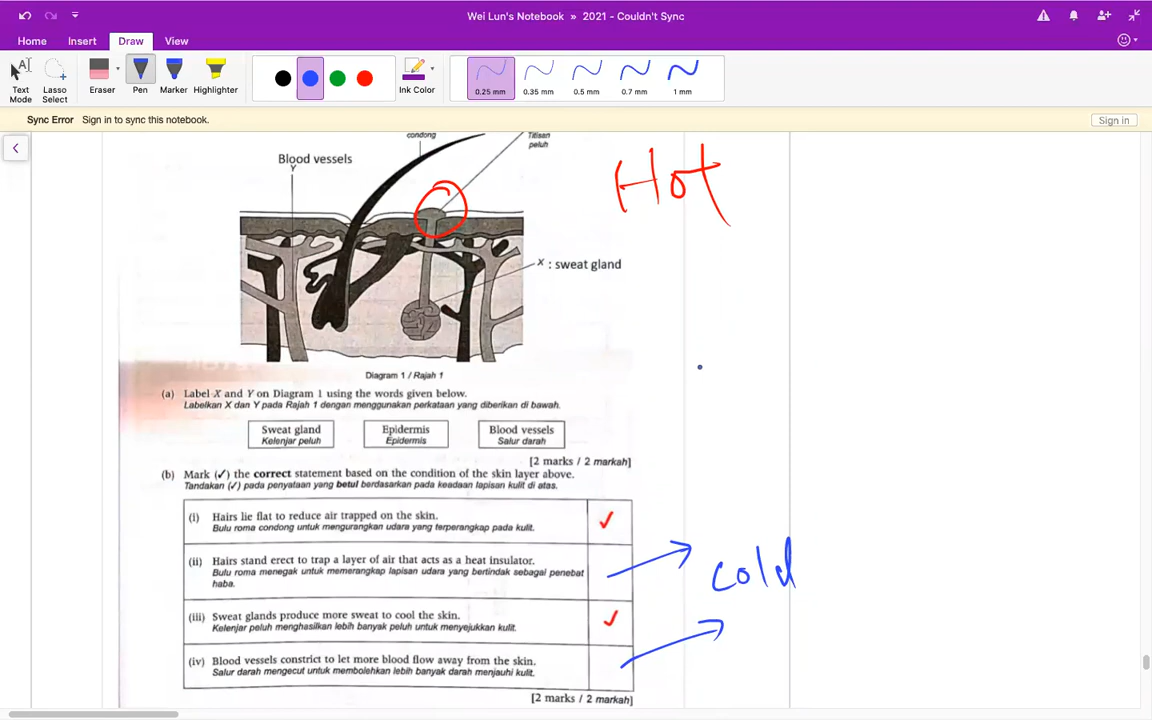 Wei Lun's Notebook » 2021 - Couldn't Sync
Home Insert Draw View
Text Mode
Lasso Select
Eraser
Pen
Marker
Highlighter
Ink Color
0.25 mm
0.35 mm
0.5 mm
0.7 mm
1 mm
Sync Error Sign in to sync this notebook.
Sign in
condong
Titisan
peluh
Blood vessels
Y
Hot
X : sweat gland
Diagram 1 / Rajah 1
(a) Label X and Y on Diagram 1 using the words given below.
Labelkan X dan Y pada Rajah 1 dengan menggunakan perkataan yang diberikan di bawah.
Sweat gland
Kelenjar peluh
Epidermis
Epidermis
Blood vessels
Salur darah
[2 marks / 2 markah]
(b) Mark (✓) the correct statement based on the condition of the skin layer above.
Tandakan (✓) pada penyataan yang betul berdasarkan pada keadaan lapisan kulit di atas.
(i) Hairs lie flat to reduce air trapped on the skin. ✓
Bulu roma condong untuk mengurangkan udara yang terperangkap pada kulit.
(ii) Hairs stand erect to trap a layer of air that acts as a heat insulator.
Bulu roma menegak untuk memerangkap lapisan udara yang bertindak sebagai penebat
haba.
cold
(iii) Sweat glands produce more sweat to cool the skin. ✓
Kelenjar peluh menghasilkan lebih banyak peluh untuk menyejukkan kulit.
(iv) Blood vessels constrict to let more blood flow away from the skin.
Salur darah mengecut untuk membolehkan lebih banyak darah menjauhi kulit.
[2 marks / 2 markah]